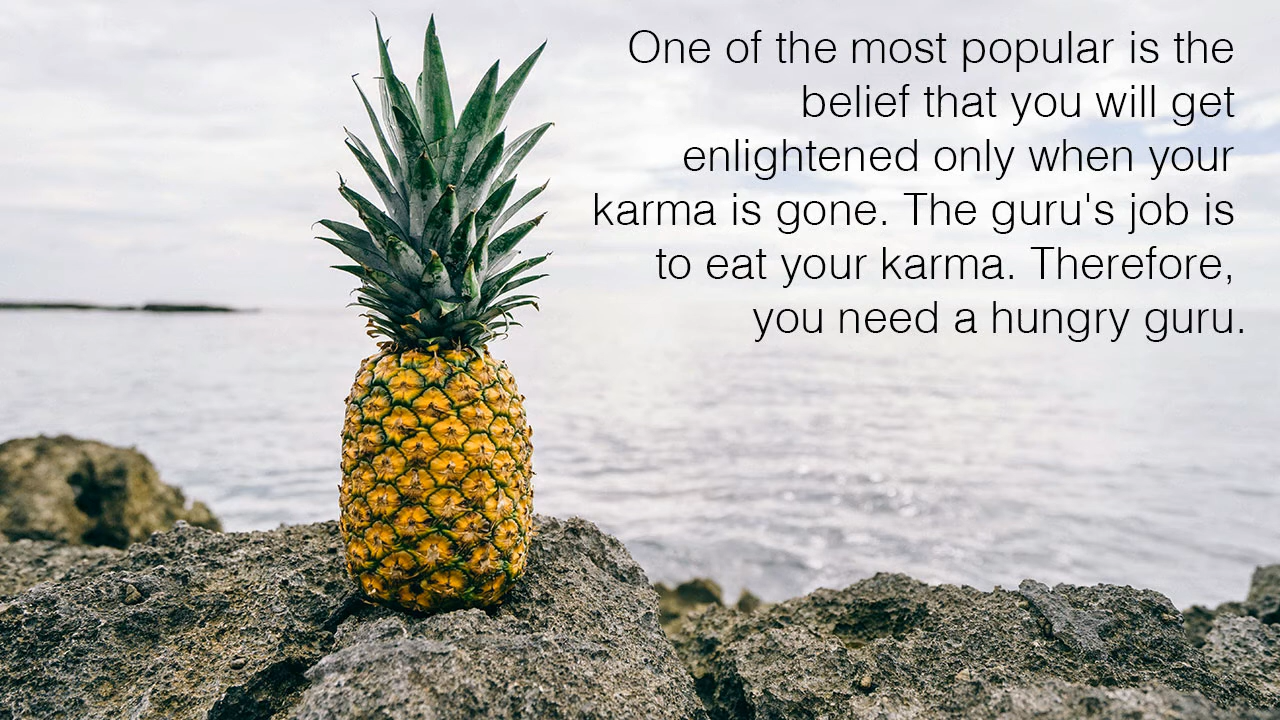 One of the most popular is the
belief that you will get
enlightened only when your
karma is gone. The guru's job is
to eat your karma. Therefore,
you need a hungry guru.